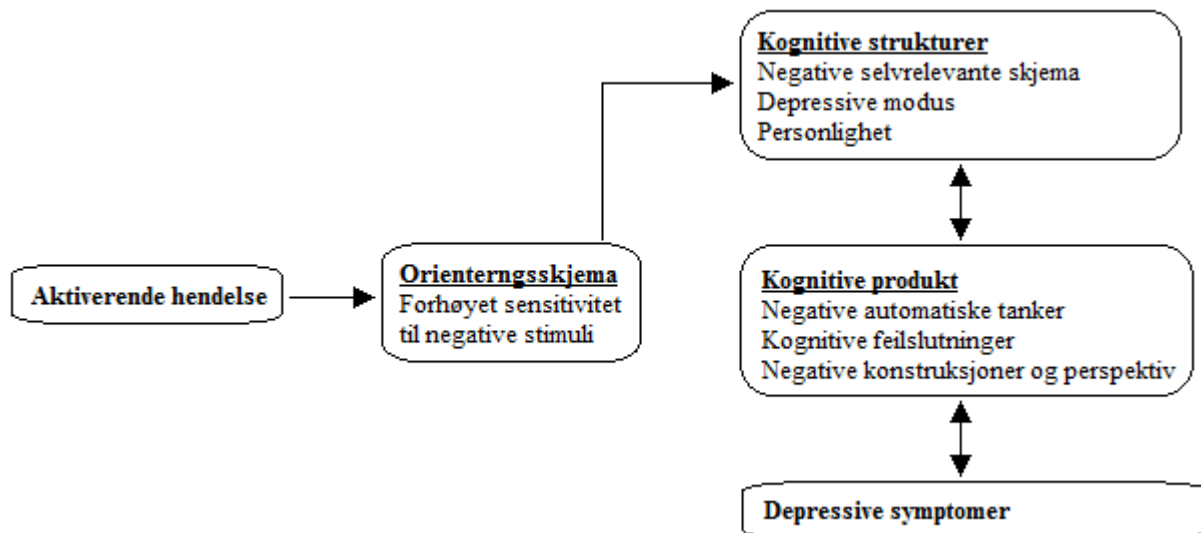 Kognitive strukturer
Negative selvrelevante skjema
Depressive modus
Personlighet
Aktiverende hendelse
Orienterngsskjema
Forhøyet sensitivitet
til negative stimuli
Kognitive produkt
Negative automatiske tanker
Kognitive feilslutninger
Negative konstruksjoner og perspektiv
Depressive symptomer